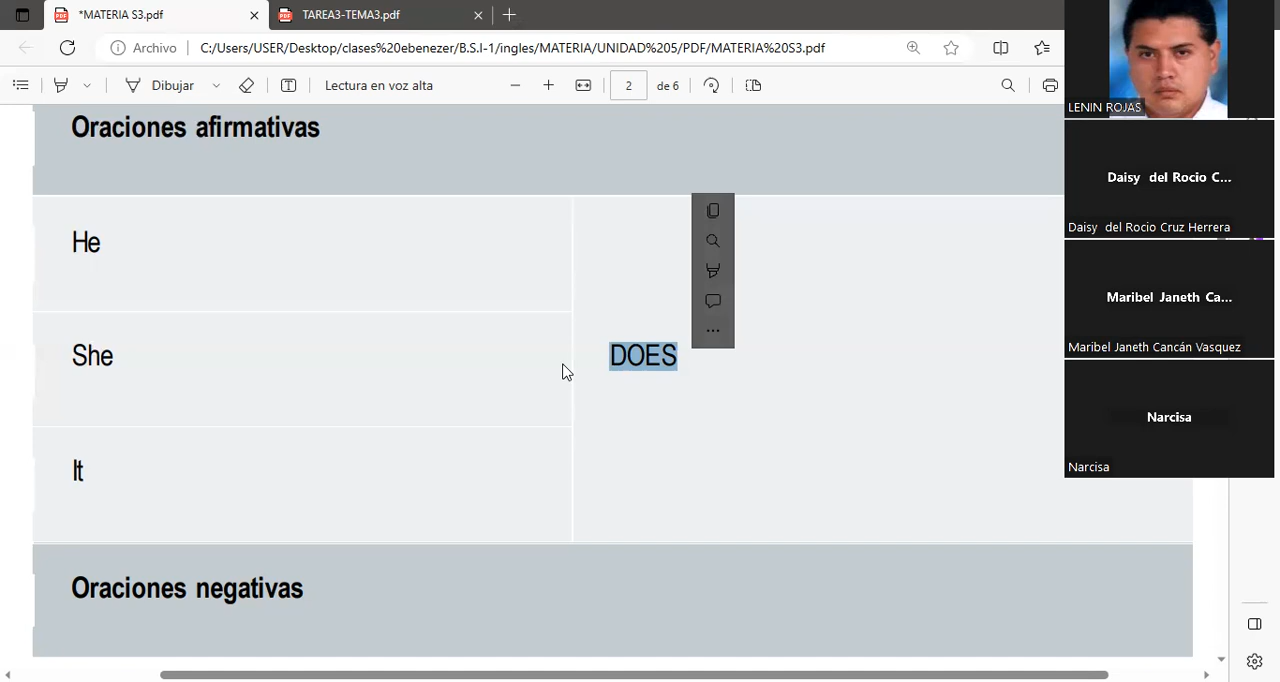 *MATERIA S3.pdf
TAREA3-TEMA3.pdf
Archivo
C:/Users/USER/Desktop/clases%20ebenezer/B.S.I-1/ingles/MATERIA/UNIDAD%205/PDF/MATERIA%20S3.pdf
Dibujar
Lectura en voz alta
2
de 6
Oraciones afirmativas
He
She
DOES
It
Oraciones negativas
LENIN ROJAS
Daisy del Rocio C...
Daisy del Rocio Cruz Herrera
Maribel Janeth Ca...
Maribel Janeth Cancán Vasquez
Narcisa
Narcisa